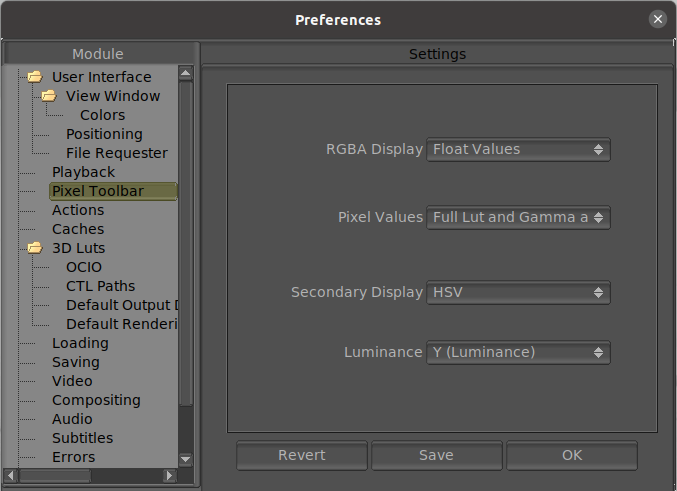 Preferences
Module
User Interface
View Window
Colors
Positioning
File Requester
Playback
Pixel Toolbar
Actions
Caches
3D Luts
OCIO
CTL Paths
Default Output D
Default Renderi
Loading
Saving
Video
Compositing
Audio
Subtitles
Errors
Settings
RGBA Display Float Values
Pixel Values Full Lut and Gamma a
Secondary Display HSV
Luminance Y (Luminance)
Revert Save OK